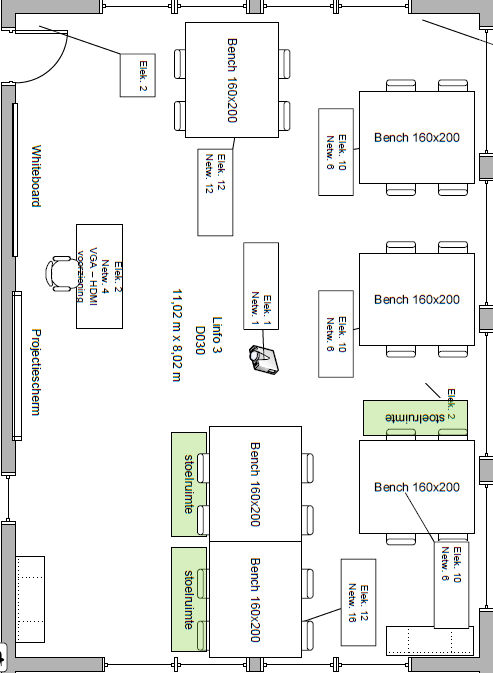 Elek. 2
Bench 160x200
Elek. 12
Netw. 12
Bench 160x200
Elek. 10
Netw. 6
Whiteboard
Elek. 2
Netw. 4
VGA – HDMI
voorziening
Elek. 1
Netw. 1
Linfo 3
D030
11,02 m x 8,02 m
Bench 160x200
Elek. 10
Netw. 6
Projectiescherm
Elek. 2
stoelruimte
Bench 160x200
Elek. 10
Netw. 6
stoelruimte
Bench 160x200
stoelruimte
Bench 160x200
Elek. 12
Netw. 16